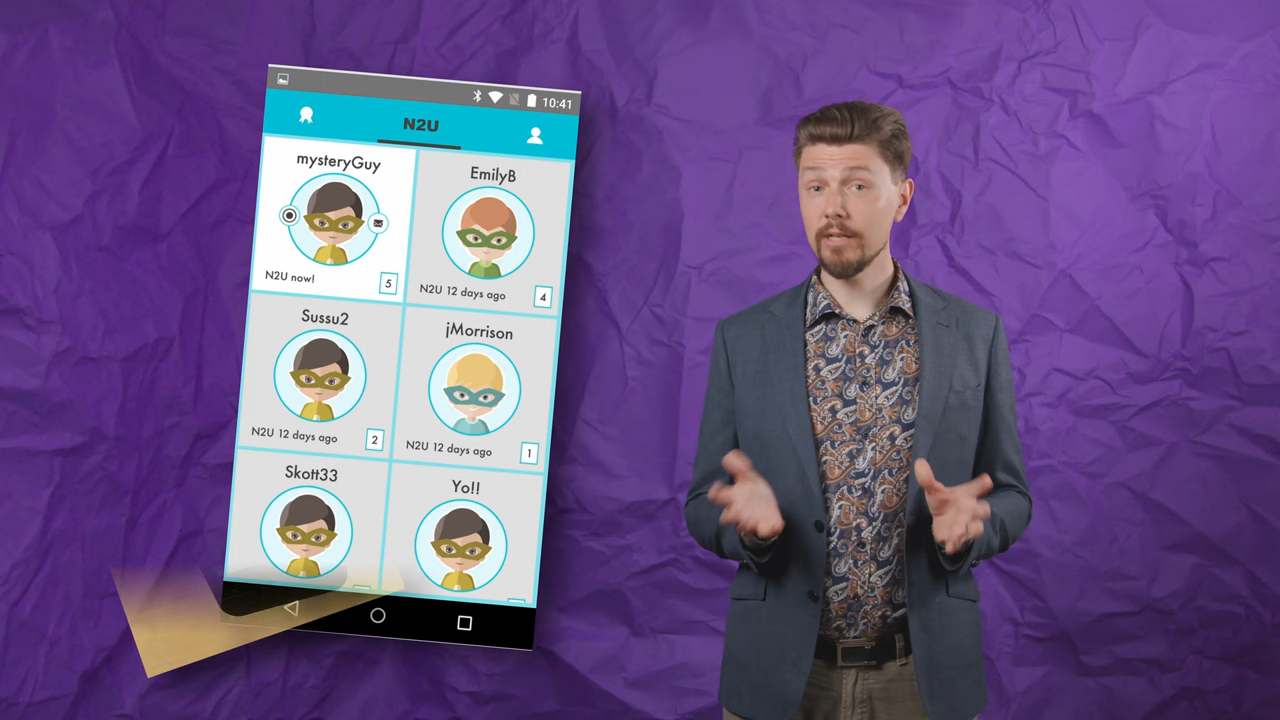 10:41
N2U
mysteryGuy
N2U now!
5
EmilyB
N2U 12 days ago
4
Sussu2
N2U 12 days ago
2
jMorrison
N2U 12 days ago
1
Skott33
Yo!!